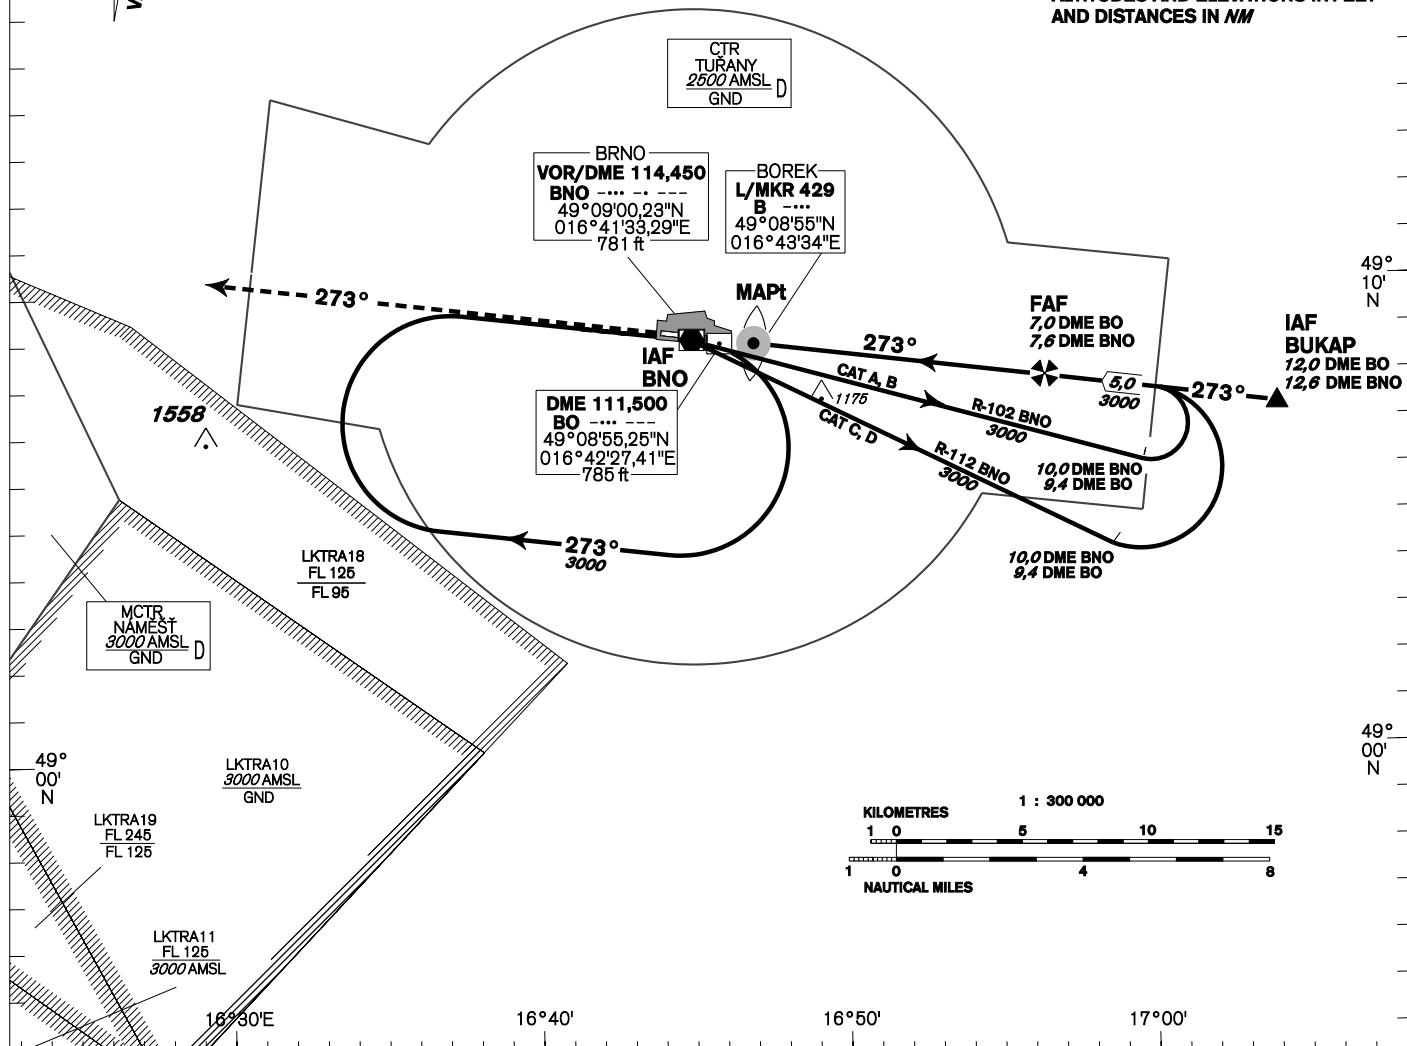 AND DISTANCES IN NM
CTR
TUŘANY
2500 AMSL
GND
D
BRNO
VOR/DME 114,450
BNO -··· -· ---
49°09'00,23"N
016°41'33,29"E
781 ft
BOREK
L/MKR 429
B -···
49°08'55"N
016°43'34"E
49°
10'
N
MAPt
FAF
7,0 DME BO
7,6 DME BNO
IAF
BUKAP
12,0 DME BO
12,6 DME BNO
273°
273°
5,0
3000
273°
IAF
BNO
CAT A, B
R-102 BNO
3000
1175
CAT C, D
R-112 BNO
3000
DME 111,500
BO -··· ---
49°08'55,25"N
016°42'27,41"E
785 ft
1558
10,0 DME BNO
9,4 DME BO
10,0 DME BNO
9,4 DME BO
273°
3000
LKTRA18
FL 125
FL 95
MCTR
NÁMĚŠŤ
3000 AMSL
GND
D
49°
00'
N
49°
00'
N
LKTRA10
3000 AMSL
GND
LKTRA19
FL 245
FL 125
LKTRA11
FL 125
3000 AMSL
1 : 300 000
KILOMETRES
1 0 5 10 15
1 0 4 8
NAUTICAL MILES
16°30'E
16°40'
16°50'
17°00'